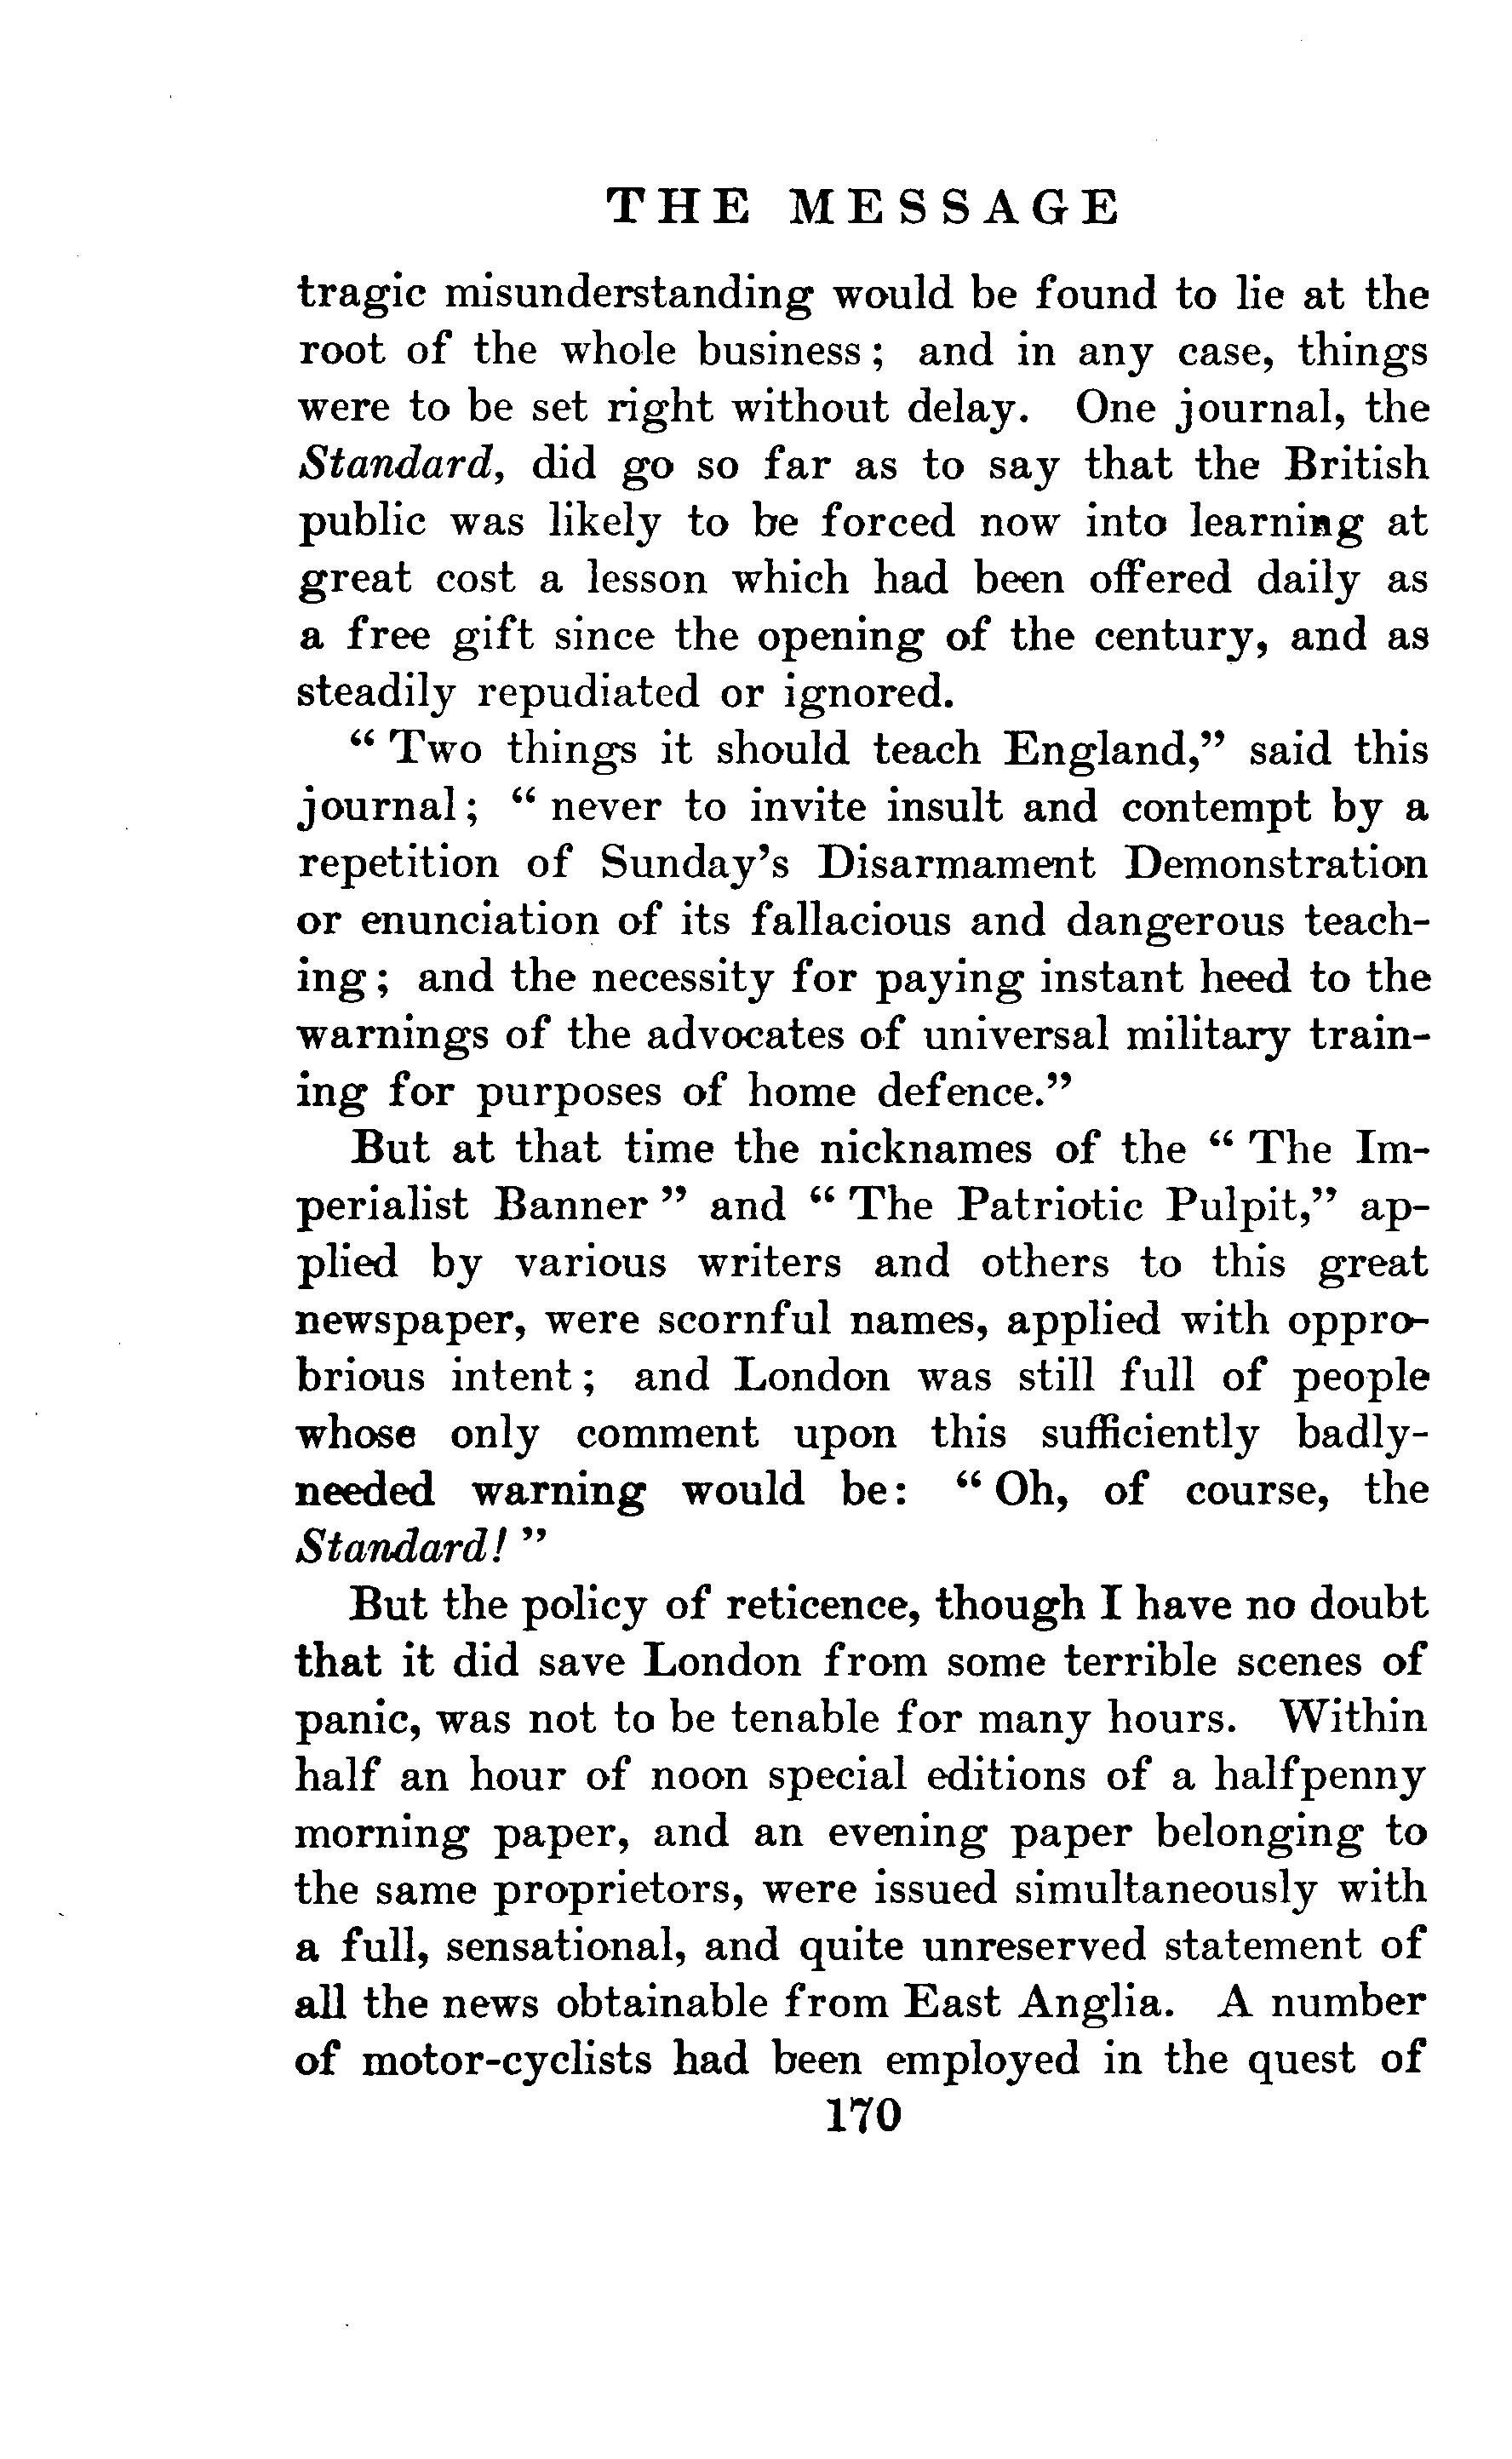 THE MESSAGE
tragic misunderstanding would be found to lie at the
root of the whole business; and in any case, things
were to be set right without delay. One journal, the
Standard, did go so far as to say that the British
public was likely to be forced now into learning at
great cost a lesson which had been offered daily as
a free gift since the opening of the century, and as
steadily repudiated or ignored.
“Two things it should teach England,” said this
journal; “never to invite insult and contempt by a
repetition of Sunday’s Disarmament Demonstration
or enunciation of its fallacious and dangerous teach-
ing; and the necessity for paying instant heed to the
warnings of the advocates of universal military train-
ing for purposes of home defence.”
But at that time the nicknames of the “The Im-
perialist Banner” and “The Patriotic Pulpit,” ap-
plied by various writers and others to this great
newspaper, were scornful names, applied with oppro-
brious intent; and London was still full of people
whose only comment upon this sufficiently badly-
needed warning would be: “Oh, of course, the
Standard!”
But the policy of reticence, though I have no doubt
that it did save London from some terrible scenes of
panic, was not to be tenable for many hours. Within
half an hour of noon special editions of a halfpenny
morning paper, and an evening paper belonging to
the same proprietors, were issued simultaneously with
a full, sensational, and quite unreserved statement of
all the news obtainable from East Anglia. A number
of motor-cyclists had been employed in the quest of
170